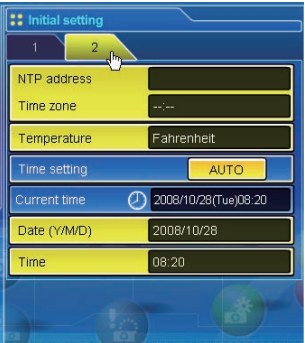 Initial setting
1 2
NTP address
Time zone --:--
Temperature Fahrenheit
Time setting AUTO
Current time 2008/10/28(Tue)08:20
Date (Y/M/D) 2008/10/28
Time 08:20